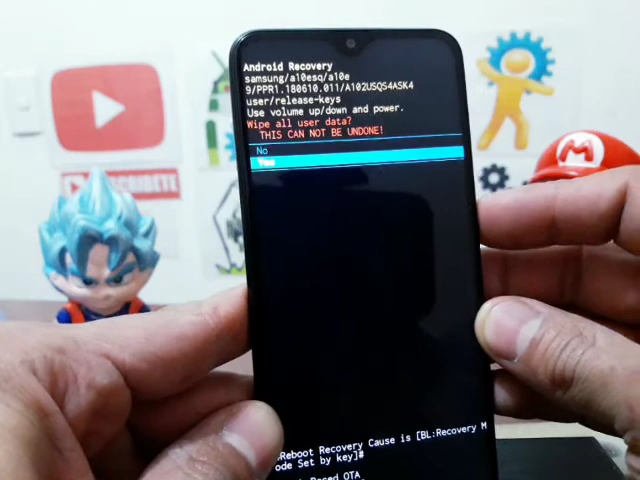 Android Recovery
samsung/a10esq/a10e
9/PPR1.180610.011/A102USQS4ASK4
user/release-keys
Use volume up/down and power.
Wipe all user data?
THIS CAN NOT BE UNDONE!
No
Yes
Reboot Recovery Cause is [BL:Recovery M
ode Set by key]#
Based OTA
M